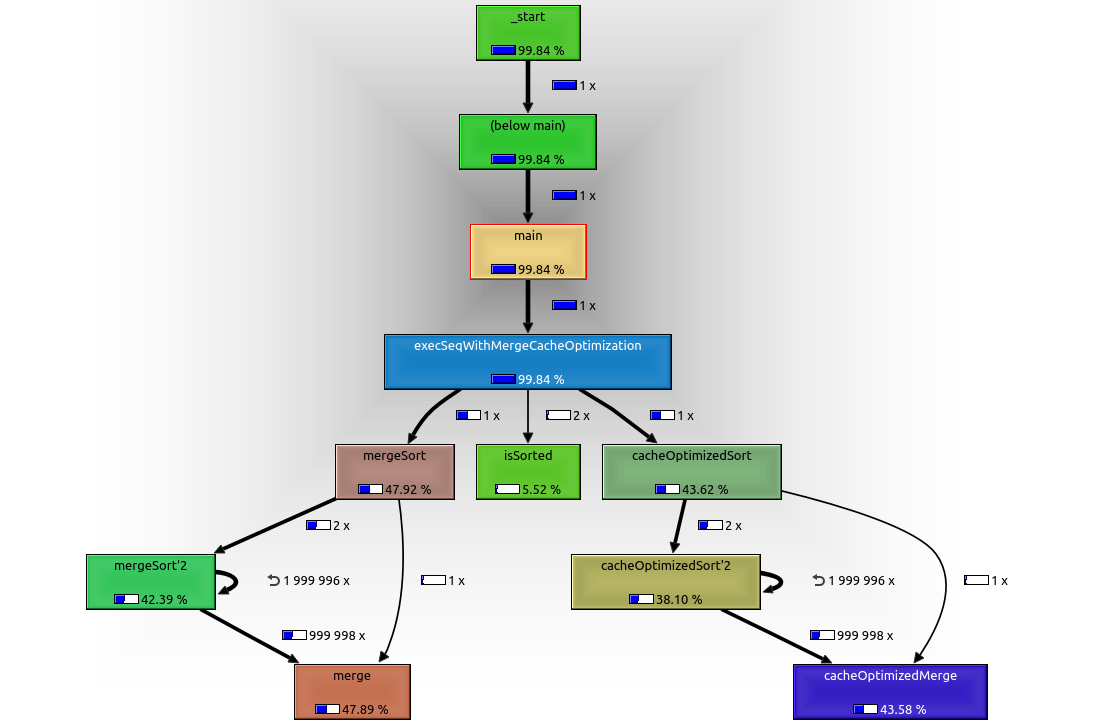 _start
99.84 %
1 x
(below main)
99.84 %
1 x
main
99.84 %
1 x
execSeqWithMergeCacheOptimization
99.84 %
1 x
2 x
1 x
mergeSort
47.92 %
isSorted
5.52 %
cacheOptimizedSort
43.62 %
2 x
2 x
mergeSort'2
42.39 %
1 999 996 x
1 x
cacheOptimizedSort'2
38.10 %
1 999 996 x
1 x
999 998 x
999 998 x
merge
47.89 %
cacheOptimizedMerge
43.58 %